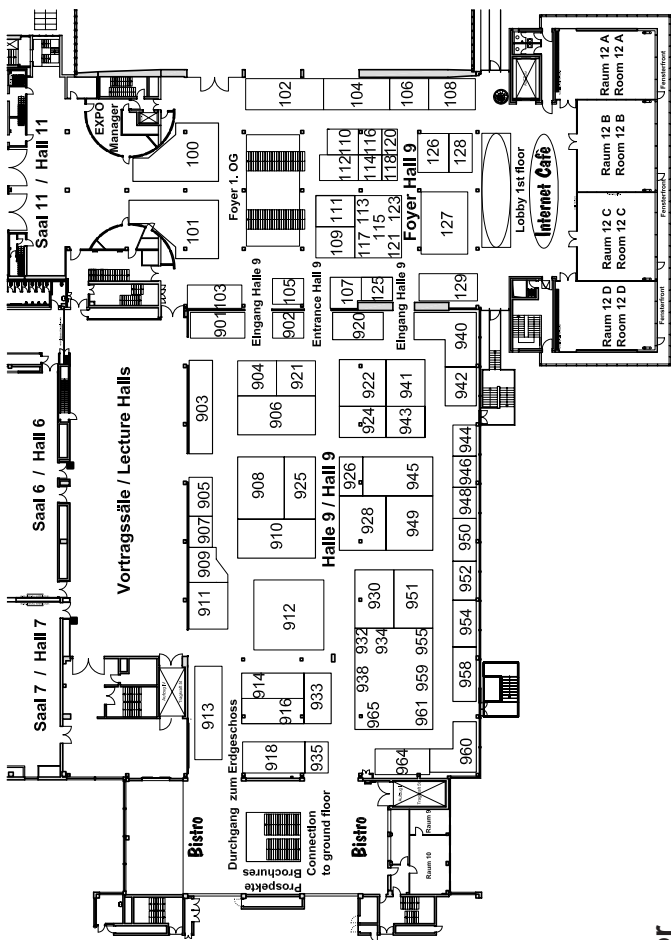 Saal 11 / Hall 11
EXPO
Manager
100
101
102
104
106
108
Foyer 1. OG
110
116
112
114
120
118
111
113
115
123
109
117
121
Foyer Hall 9
126
128
127
Lobby 1st floor
Internet Cafe
Raum 12 A
Room 12 A
Raum 12 B
Room 12 B
Raum 12 C
Room 12 C
Raum 12 D
Room 12 D
Fensterfront
Fensterfront
Fensterfront
Fensterfront
103
105
107
125
129
EIngang Halle 9
Entrance Hall 9
EIngang Halle 9
901
902
920
940
942
Saal 6 / Hall 6
Vortragssäle / Lecture Halls
903
904
921
906
922
941
924
943
944
946
948
950
952
954
958
960
905
907
909
911
908
925
910
Halle 9 / Hall 9
926
945
928
949
912
930
951
932
934
938
955
959
965
961
964
Saal 7 / Hall 7
913
914
916
933
918
935
Durchgang zum Erdgeschoss
Bistro
Prospekte
Brochures
Connection
to ground floor
Bistro
Raum 9
Raum 10
or